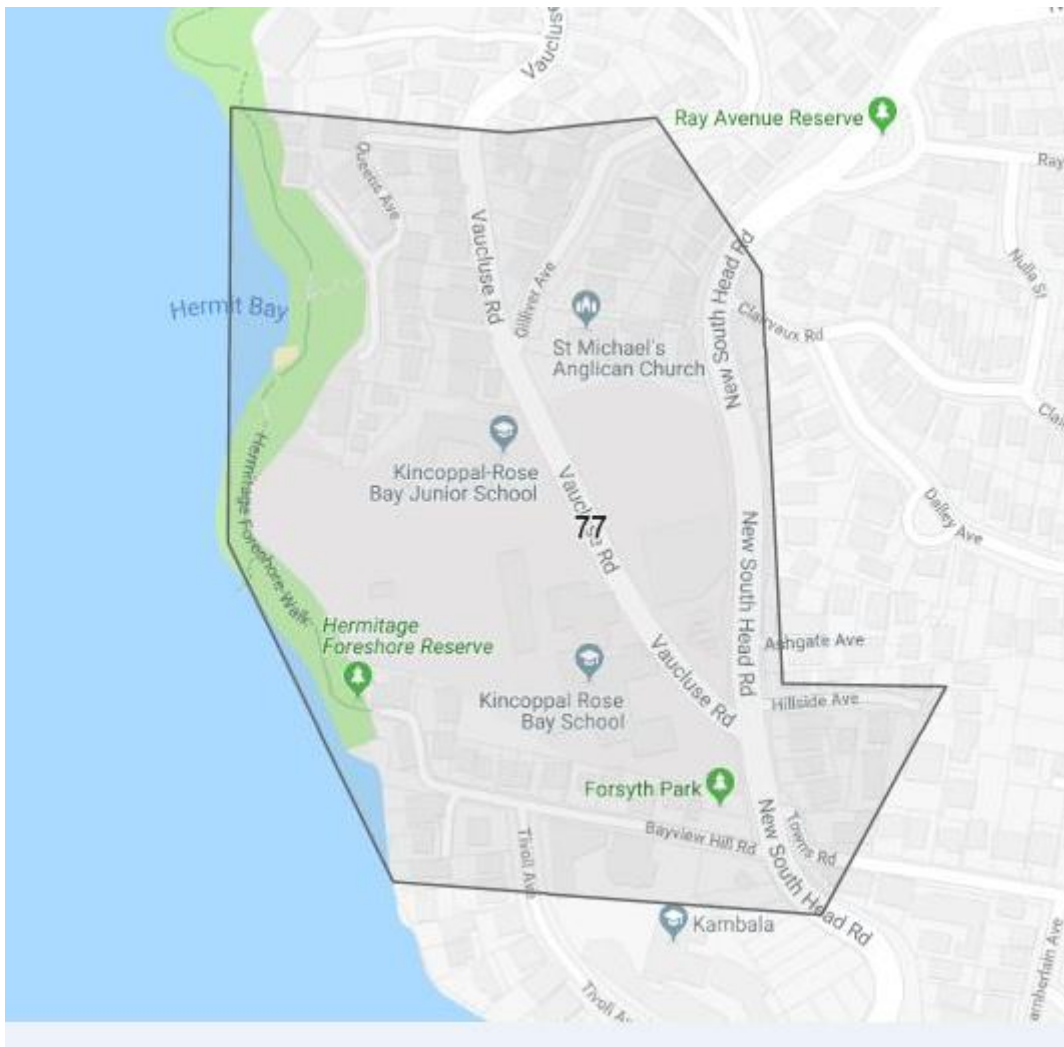 Vaucluse
Ray Avenue Reserve
Ray
Queens Ave
Vaucluse Rd
Gilliver Ave
New South Head Rd
Nulla St
Hermit Bay
Clairvaux Rd
St Michael's
Anglican Church
Kincoppal-Rose
Bay Junior School
Vaucluse Rd
77
Hermitage Foreshore Walk
New South Head Rd
Dalley Ave
Hermitage
Foreshore Reserve
Ashgate Ave
Vaucluse Rd
Kincoppal Rose
Bay School
Hillside Ave
Forsyth Park
Bayview Hill Rd
Towns Rd
New South Head Rd
Tivoli Ave
Kambala
Tivoli A
amberlain Ave